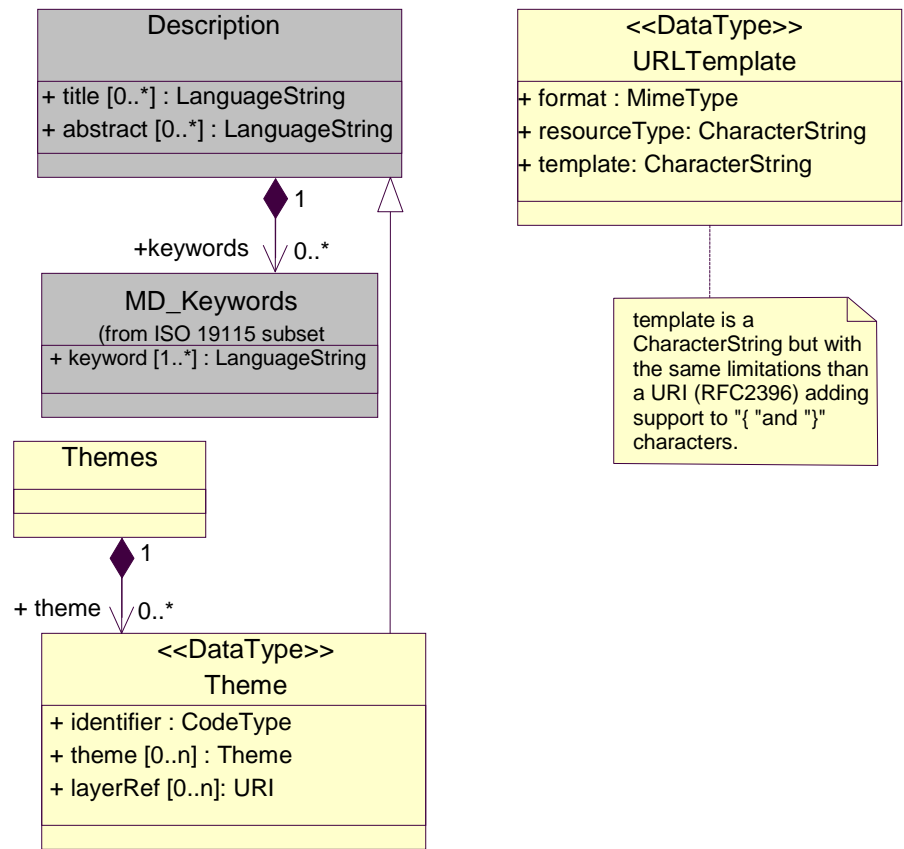 Description
+ title [0..*] : LanguageString
+ abstract [0..*] : LanguageString
1
+keywords
0..*
MD_Keywords
(from ISO 19115 subset
+ keyword [1..*] : LanguageString
Themes
1
+ theme
0..*
<<DataType>>
Theme
+ identifier : CodeType
+ theme [0..n] : Theme
+ layerRef [0..n]: URI
<<DataType>>
URLTemplate
+ format : MimeType
+ resourceType: CharacterString
+ template: CharacterString
template is a
CharacterString but with
the same limitations than
a URI (RFC2396) adding
support to "{ "and "}"
characters.